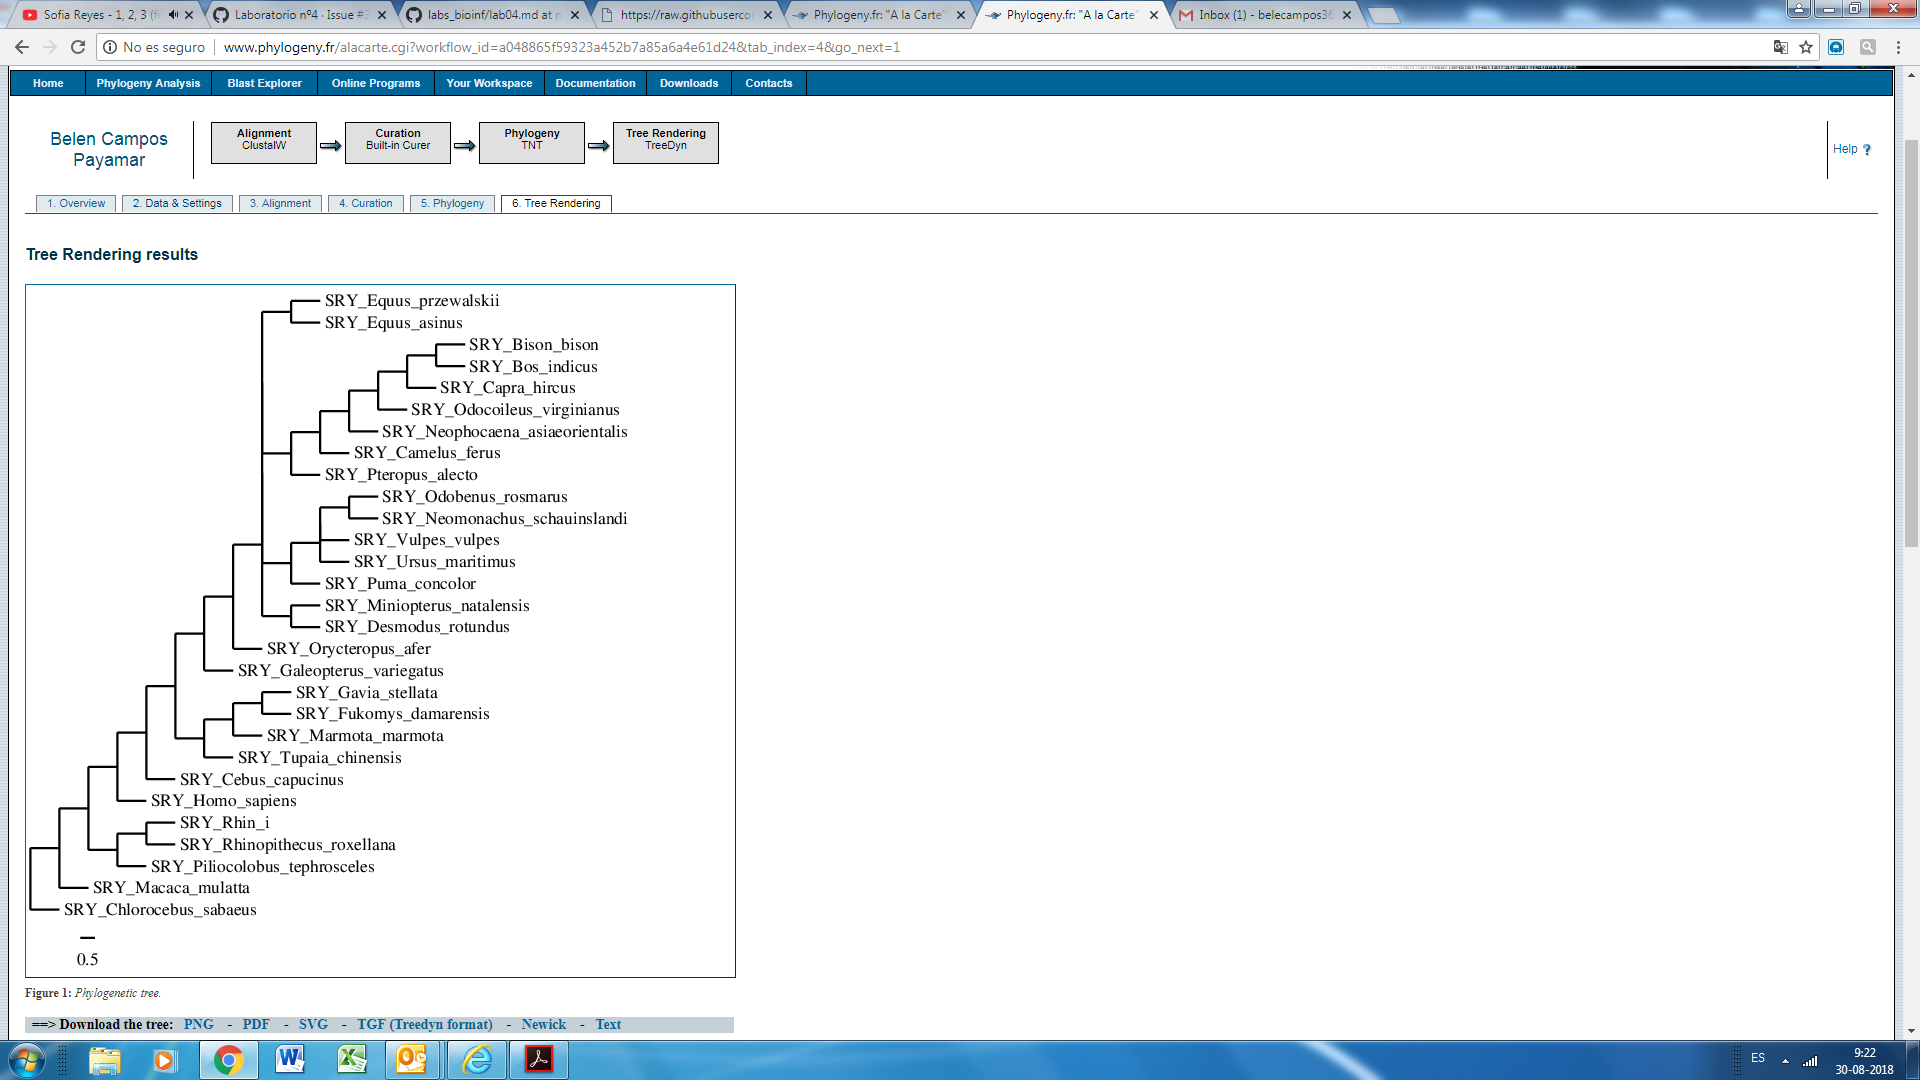 Sofia Reyes - 1, 2, 3 (f
Laboratorio nº4 · Issue #3
labs_bioinf/lab04.md at n
https://raw.githubuserco
Phylogeny.fr: "A la Carte"
Phylogeny.fr: "A la Carte"
Inbox (1) - belecampos36
No es seguro
www.phylogeny.fr/alacarte.cgi?workflow_id=a048865f59323a452b7a85a6a4e61d24&tab_index=4&go_next=1
Home
Phylogeny Analysis
Blast Explorer
Online Programs
Your Workspace
Documentation
Downloads
Contacts
Belen Campos
Payamar
Alignment
ClustalW
Curation
Built-in Curer
Phylogeny
TNT
Tree Rendering
TreeDyn
Help ?
1. Overview
2. Data & Settings
3. Alignment
4. Curation
5. Phylogeny
6. Tree Rendering
Tree Rendering results
SRY_Equus_przewalskii
SRY_Equus_asinus
SRY_Bison_bison
SRY_Bos_indicus
SRY_Capra_hircus
SRY_Odocoileus_virginianus
SRY_Neophocaena_asiaeorientalis
SRY_Camelus_ferus
SRY_Pteropus_alecto
SRY_Odobenus_rosmarus
SRY_Neomonachus_schauinslandi
SRY_Vulpes_vulpes
SRY_Ursus_maritimus
SRY_Puma_concolor
SRY_Miniopterus_natalensis
SRY_Desmodus_rotundus
SRY_Orycteropus_afer
SRY_Galeopterus_variegatus
SRY_Gavia_stellata
SRY_Fukomys_damarensis
SRY_Marmota_marmota
SRY_Tupaia_chinensis
SRY_Cebus_capucinus
SRY_Homo_sapiens
SRY_Rhin_i
SRY_Rhinopithecus_roxellana
SRY_Piliocolobus_tephrosceles
SRY_Macaca_mulatta
SRY_Chlorocebus_sabaeus
0.5
Figure 1: Phylogenetic tree.
==> Download the tree: PNG - PDF - SVG - TGF (Treedyn format) - Newick - Text
ES
9:22
30-08-2018